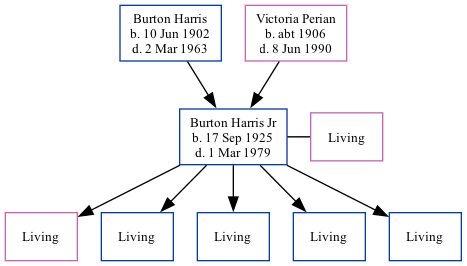 Burton Harris
b. 10 Jun 1902
d. 2 Mar 1963
Victoria Perian
b. abt 1906
d. 8 Jun 1990
Burton Harris Jr
b. 17 Sep 1925
d. 1 Mar 1979
Living
Living
Living
Living
Living
Living